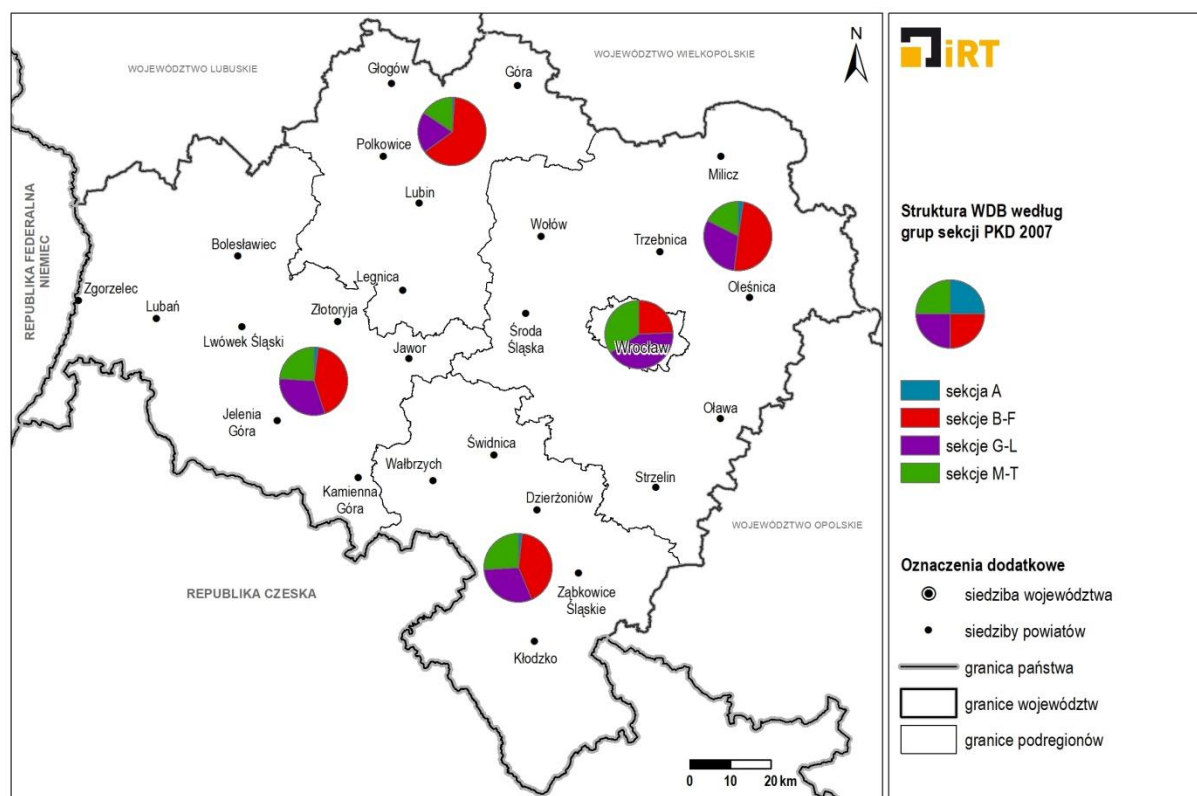 WOJEWÓDZTWO LUBUSKIE
WOJEWÓDZTWO WIELKOPOLSKIE
N
Głogów
Góra
Polkowice
Milicz
Lubin
Wołów
Trzebnica
Bolesławiec
REPUBLIKA FEDERALNA
NIEMIEC
Legnica
Oleśnica
Zgorzelec
Lubań
Złotoryja
Lwówek Śląski
Środa
Śląska
Wrocław
Jawor
Jelenia
Góra
Oława
Świdnica
Wałbrzych
Strzelin
Kamienna
Góra
Dzierżoniów
WOJEWÓDZTWO OPOLSKIE
REPUBLIKA CZESKA
Ząbkowice
Śląskie
Kłodzko
0 10 20 km
iRT
Struktura WDB według
grup sekcji PKD 2007
sekcja A
sekcje B-F
sekcje G-L
sekcje M-T
Oznaczenia dodatkowe
siedziba województwa
siedziby powiatów
granica państwa
granice województw
granice podregionów